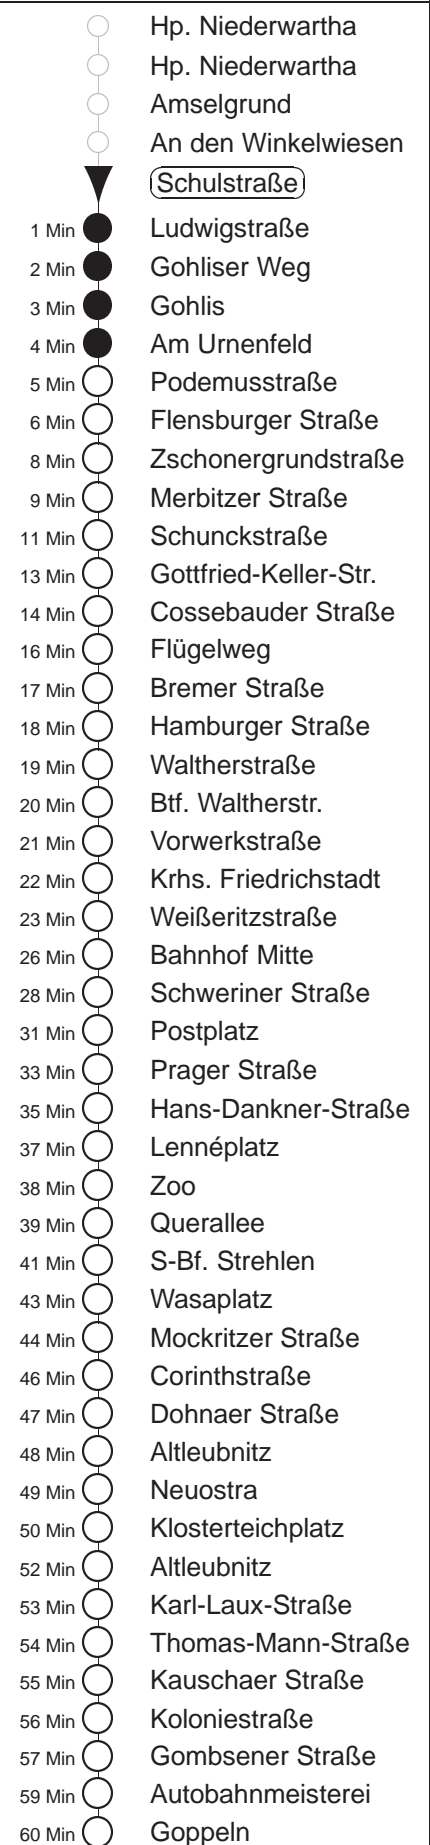 Hp. Niederwartha
Hp. Niederwartha
Amselgrund
An den Winkelwiesen
Schulstraße
1 Min Ludwigstraße
2 Min Gohliser Weg
3 Min Gohlis
4 Min Am Urnenfeld
5 Min Podemusstraße
6 Min Flensburger Straße
8 Min Zschonergrundstraße
9 Min Merbitzer Straße
11 Min Schunckstraße
13 Min Gottfried-Keller-Str.
14 Min Cossebauder Straße
16 Min Flügelweg
17 Min Bremer Straße
18 Min Hamburger Straße
19 Min Waltherstraße
20 Min Btf. Waltherstr.
21 Min Vorwerkstraße
22 Min Krhs. Friedrichstadt
23 Min Weißeritzstraße
26 Min Bahnhof Mitte
28 Min Schweriner Straße
31 Min Postplatz
33 Min Prager Straße
35 Min Hans-Dankner-Straße
37 Min Lennéplatz
38 Min Zoo
39 Min Querallee
41 Min S-Bf. Strehlen
43 Min Wasaplatz
44 Min Mockritzer Straße
46 Min Corinthstraße
47 Min Dohnaer Straße
48 Min Altleubnitz
49 Min Neuostra
50 Min Klosterteichplatz
52 Min Altleubnitz
53 Min Karl-Laux-Straße
54 Min Thomas-Mann-Straße
55 Min Kauschaer Straße
56 Min Koloniestraße
57 Min Gombsener Straße
59 Min Autobahnmeisterei
60 Min Goppeln